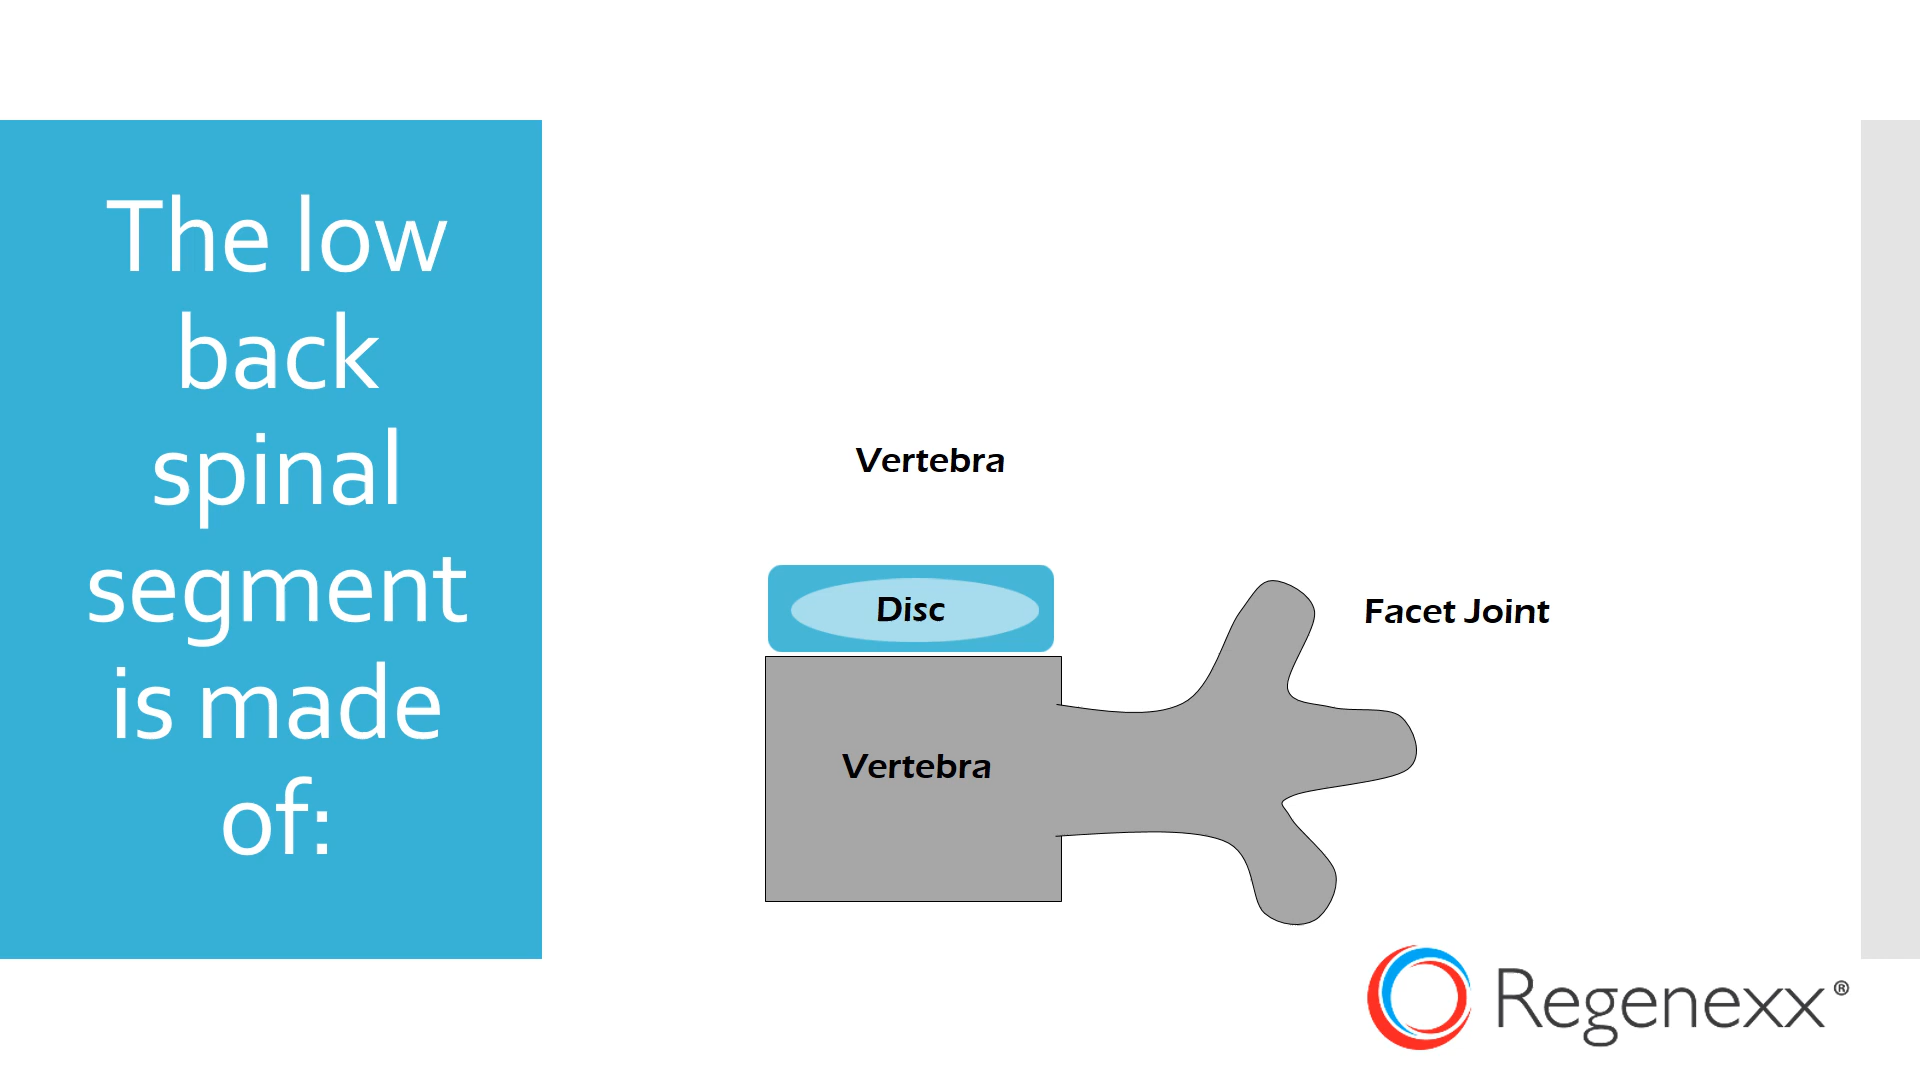 The low
back
spinal
segment
is made
of:
Vertebra
Disc
Facet Joint
Vertebra
Regenexx®